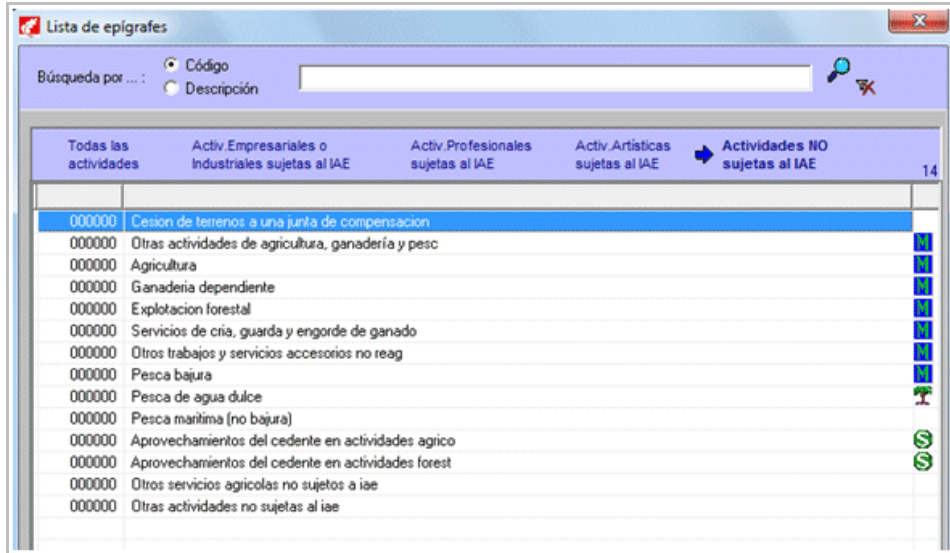 Lista de epígrafes
Búsqueda por ... :
Código
Descripción
Todas las
actividades
Activ.Empresariales o
Industriales sujetas al IAE
Activ.Profesionales
sujetas al IAE
Activ.Artísticas
sujetas al IAE
Actividades NO
sujetas al IAE
14
000000 Cesion de terrenos a una junta de compensacion
000000 Otras actividades de agricultura, ganadería y pesc M
000000 Agricultura M
000000 Ganaderia dependiente M
000000 Explotacion forestal M
000000 Servicios de cria, guarda y engorde de ganado M
000000 Otros trabajos y servicios accesorios no reag M
000000 Pesca bajura M
000000 Pesca de agua dulce
000000 Pesca maritima (no bajura)
000000 Aprovechamientos del cedente en actividades agrico S
000000 Aprovechamientos del cedente en actividades forest S
000000 Otros servicios agricolas no sujetos a iae
000000 Otras actividades no sujetas al iae